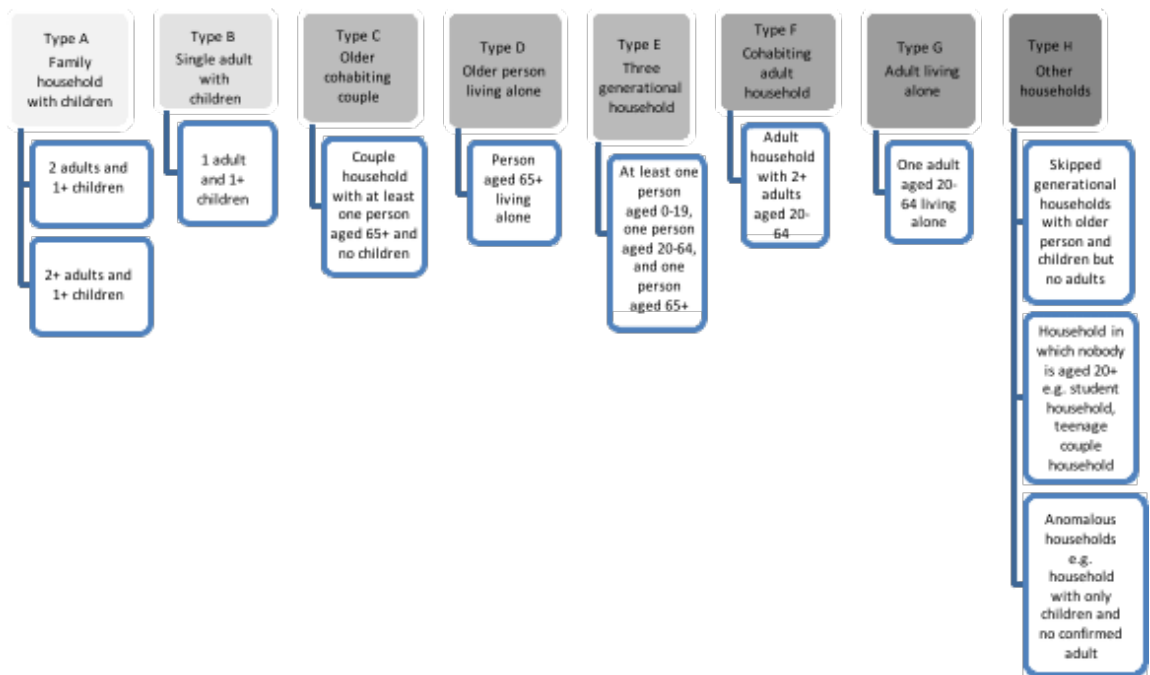 Type A
Family
household
with children
2 adults and
1+ children
2+ adults and
1+ children
Type B
Single adult
with
children
1 adult
and 1+
children
Type C
Older
cohabiting
couple
Couple
household
with at least
one person
aged 65+ and
no children
Type D
Older person
living alone
Person
aged 65+
living
alone
Type E
Three
generational
household
At least one
person
aged 0-19,
one person
aged 20-64,
and one
person
aged 65+
Type F
Cohabiting
adult
household
Adult
household
with 2+
adults
aged 20-
64
Type G
Adult living
alone
One adult
aged 20-
64 living
alone
Type H
Other
households
Skipped
generational
households
with older
person and
children but
no adults
Household in
which nobody
is aged 20+
e.g. student
household,
teenage
couple
household
Anomalous
households
e.g.
household
with only
children and
no confirmed
adult